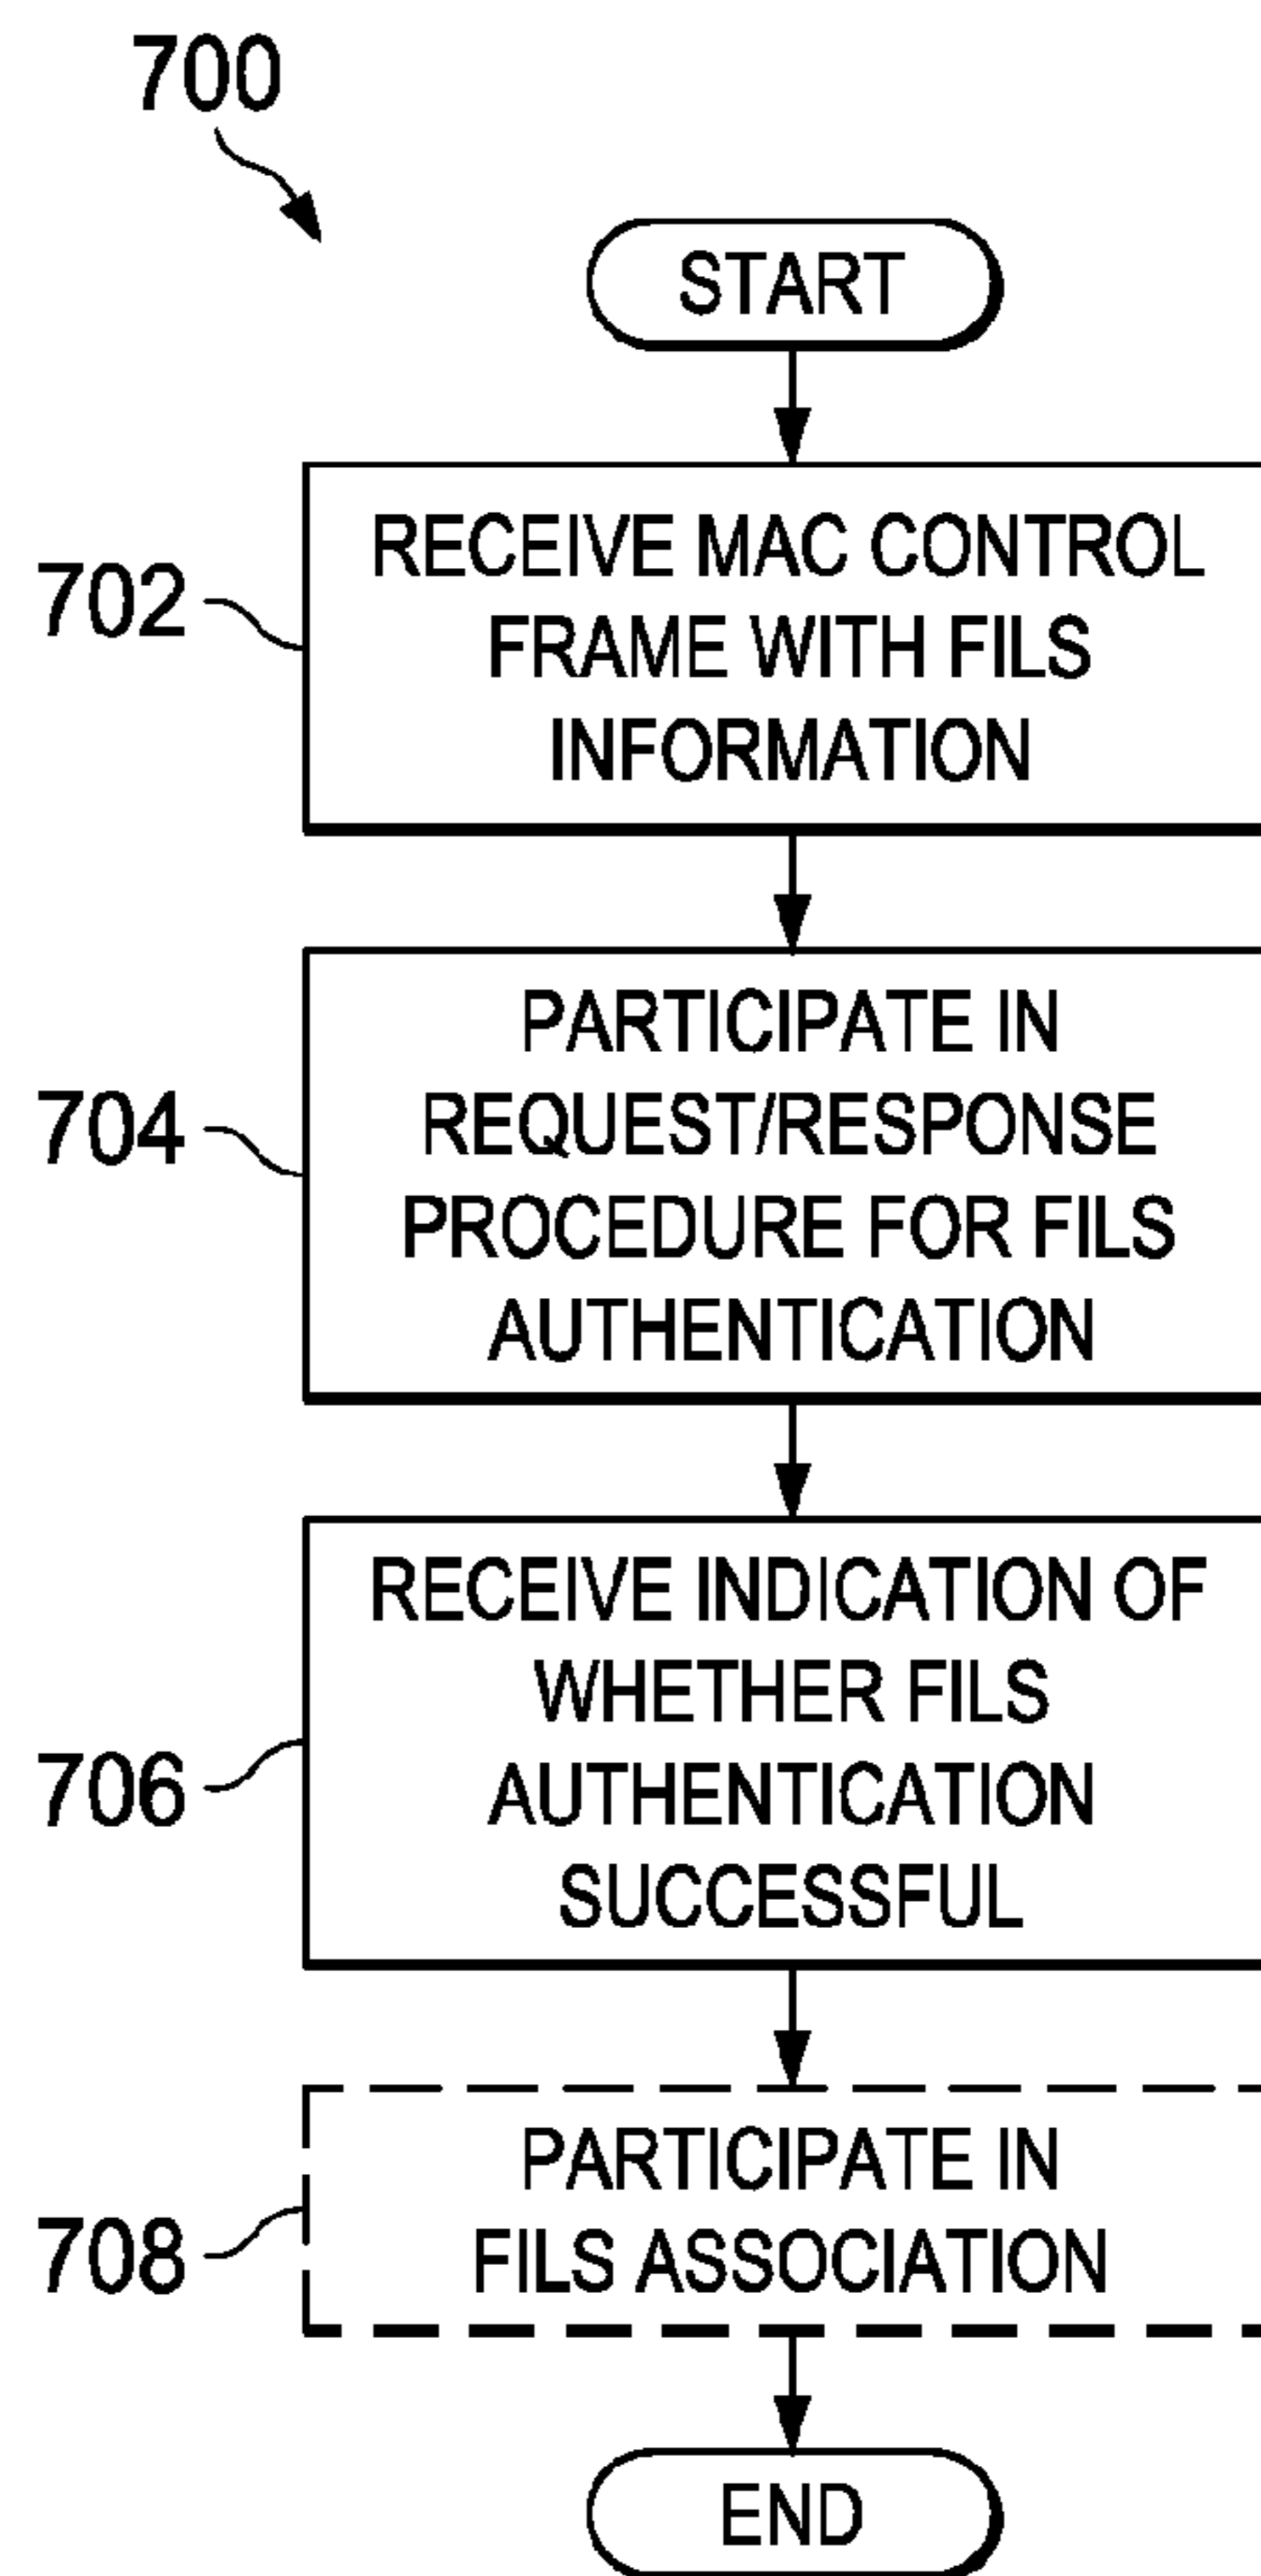 700
START
702
RECEIVE MAC CONTROL
FRAME WITH FILS
INFORMATION
704
PARTICIPATE IN
REQUEST/RESPONSE
PROCEDURE FOR FILS
AUTHENTICATION
706
RECEIVE INDICATION OF
WHETHER FILS
AUTHENTICATION
SUCCESSFUL
708
PARTICIPATE IN
FILS ASSOCIATION
END